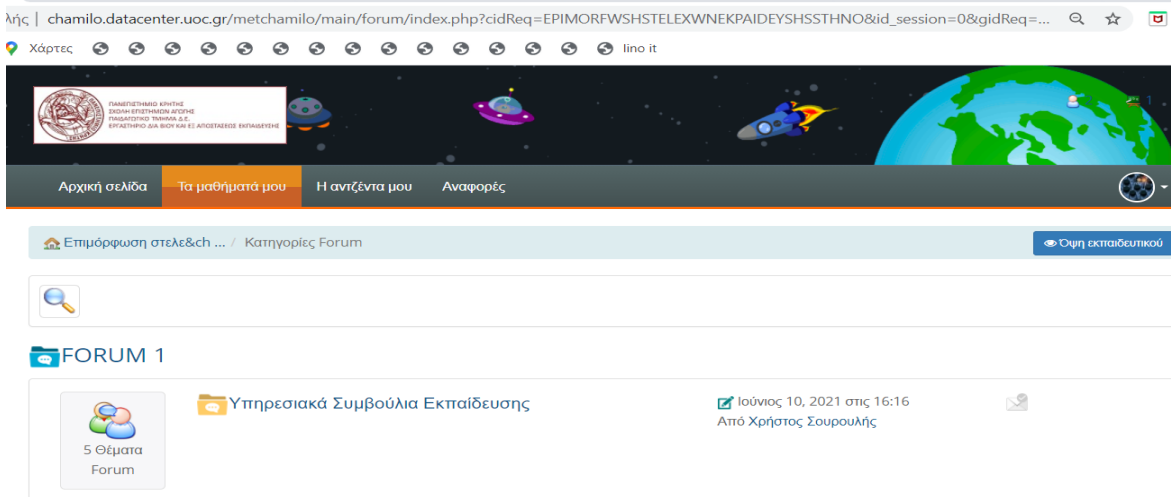 λής | chamilo.datacenter.uoc.gr/metchamilo/main/forum/index.php?cidReq=EPIMORFWSHSTELEXWNEKPAIDEYSHSSTHNO&id_session=0&gidReq=...
Χάρτες lino it
ΠΑΝΕΠΙΣΤΗΜΙΟ ΚΡΗΤΗΣ
ΣΧΟΛΗ ΕΠΙΣΤΗΜΩΝ ΑΓΩΓΗΣ
ΠΑΙΔΑΓΩΓΙΚΟ ΤΜΗΜΑ Δ.Ε.
ΕΡΓΑΣΤΗΡΙΟ ΔΙΑ ΒΙΟΥ ΚΑΙ ΕΞ ΑΠΟΣΤΑΣΕΩΣ ΕΚΠΑΙΔΕΥΣΗΣ
1
Αρχική σελίδα Τα μαθήματά μου Η αντζέντα μου Αναφορές
Επιμόρφωση στελε&ch ... / Κατηγορίες Forum Όψη εκπαιδευτικού
FORUM 1
Υπηρεσιακά Συμβούλια Εκπαίδευσης
Ιούνιος 10, 2021 στις 16:16
Από Χρήστος Σουρουλής
5 Θέματα
Forum